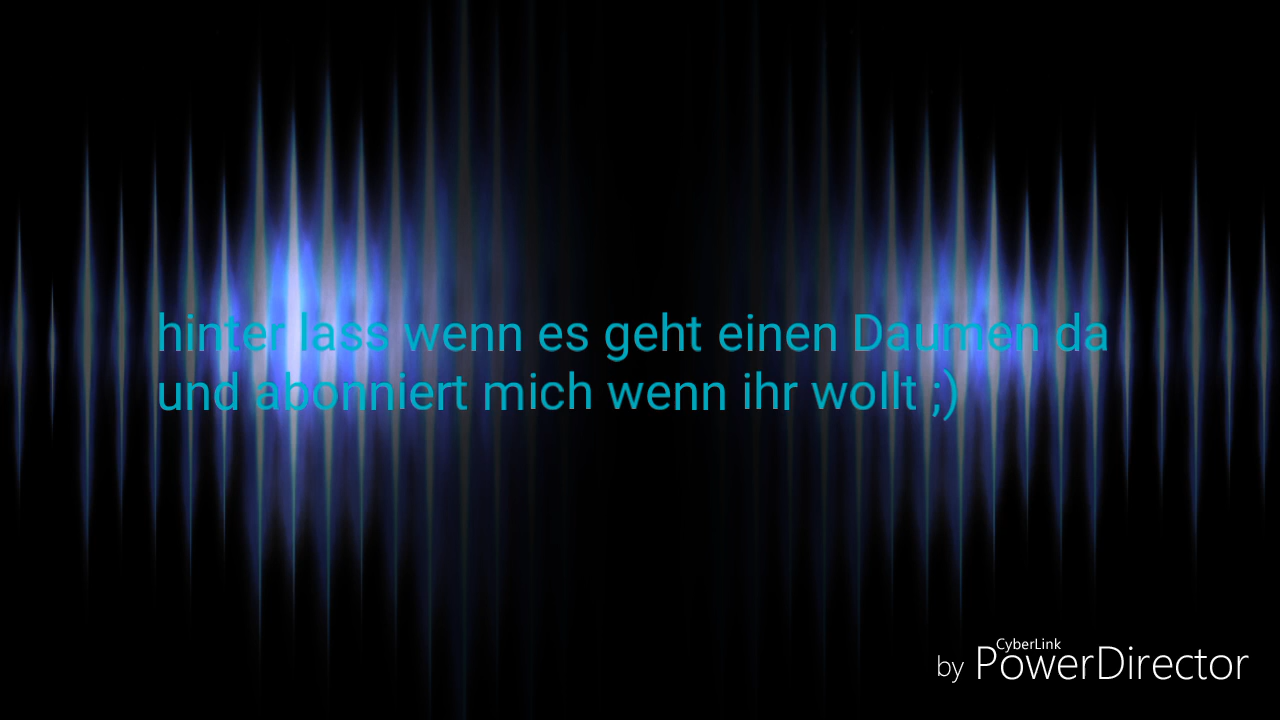 hinter lass wenn es geht einen Daumen da
und abonniert mich wenn ihr wollt ;)
CyberLink
by PowerDirector